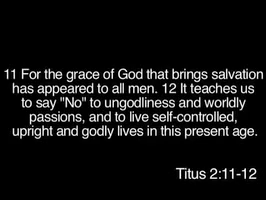 11 For the grace of God that brings salvation
has appeared to all men. 12 It teaches us
to say "No" to ungodliness and worldly
passions, and to live self-controlled,
upright and godly lives in this present age.
Titus 2:11-12